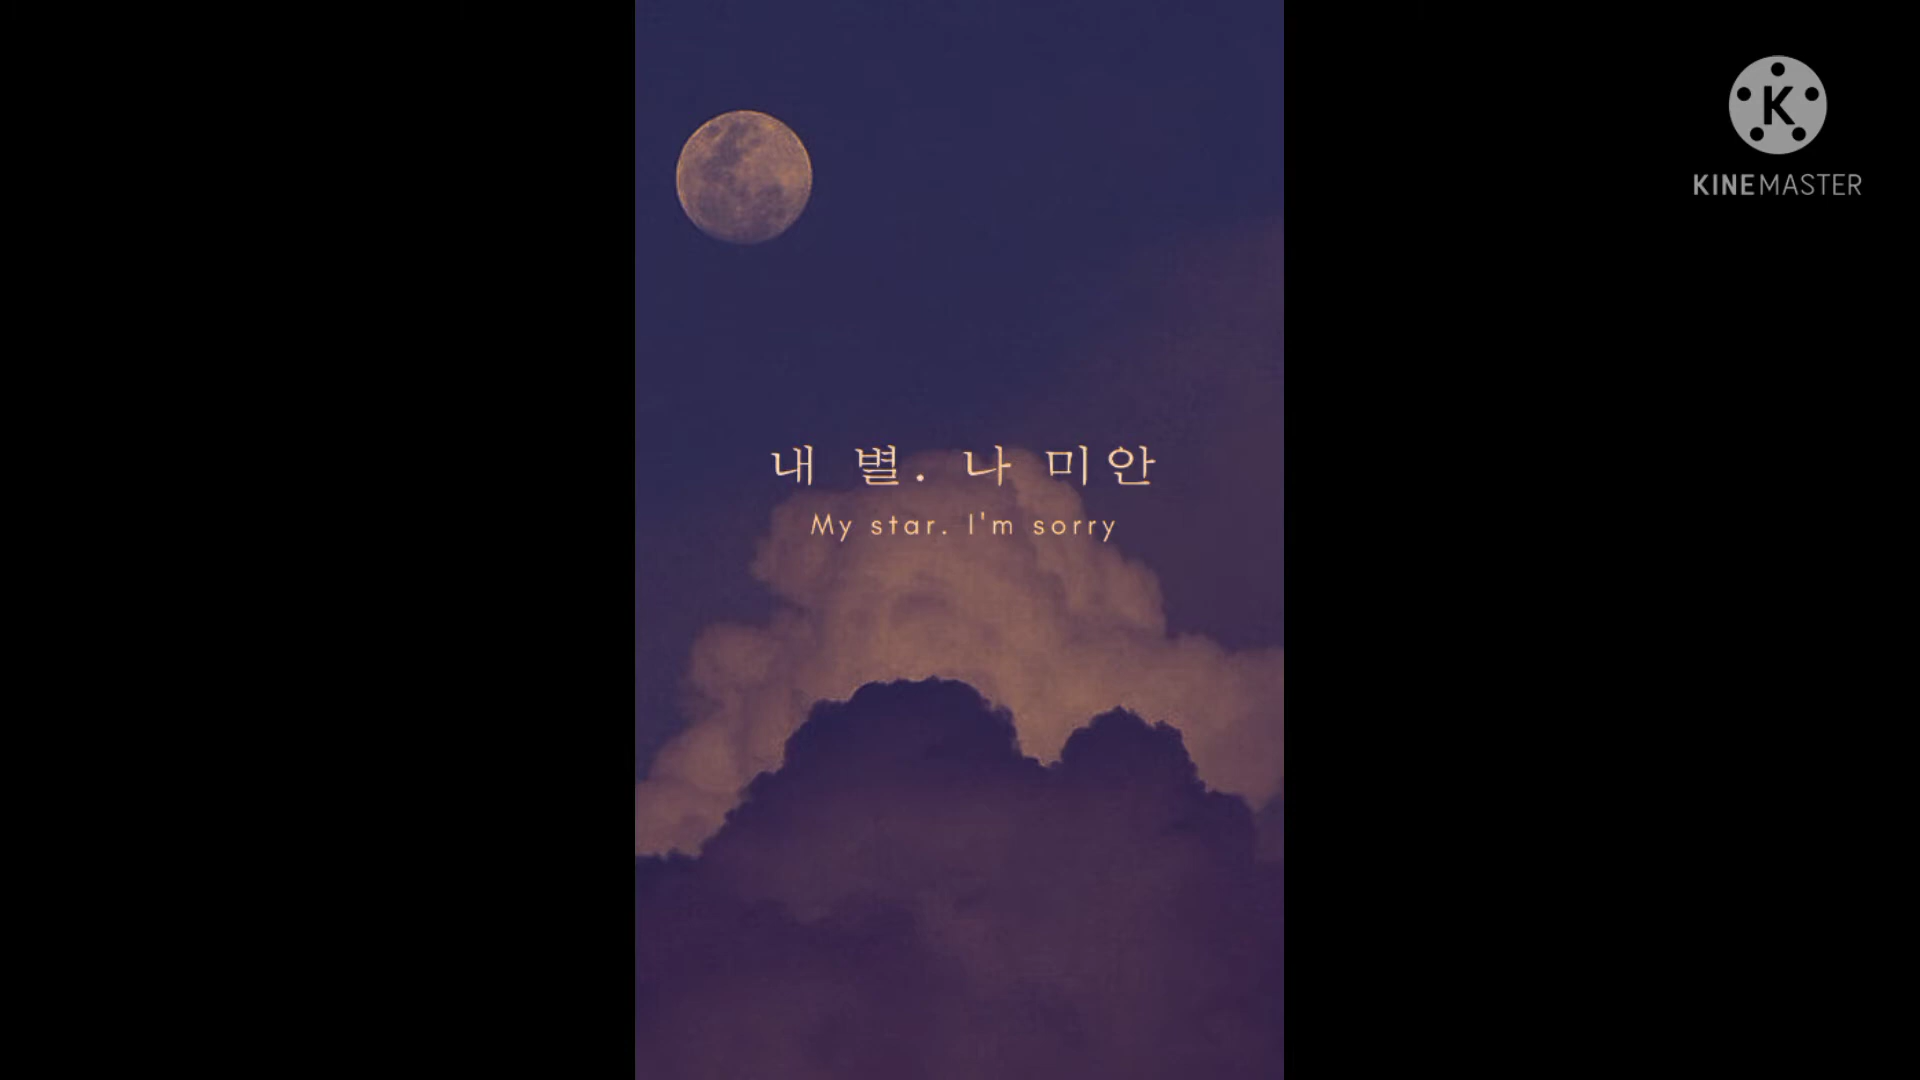 내 별. 나 미안
My star. I'm sorry
K
KINEMASTER